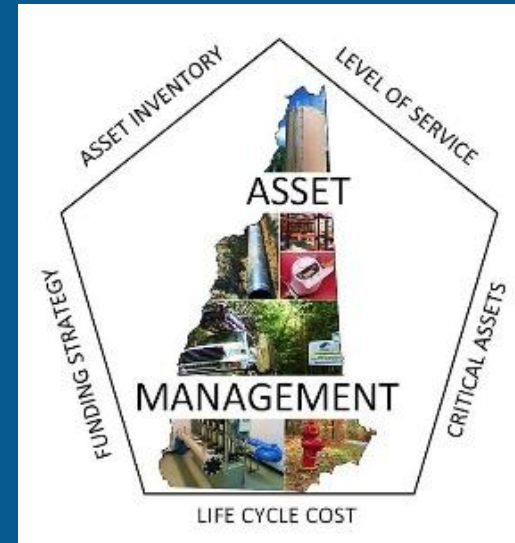 ASSET INVENTORY
LEVEL OF SERVICE
ASSET
FUNDING STRATEGY
CRITICAL ASSETS
MANAGEMENT
LIFE CYCLE COST